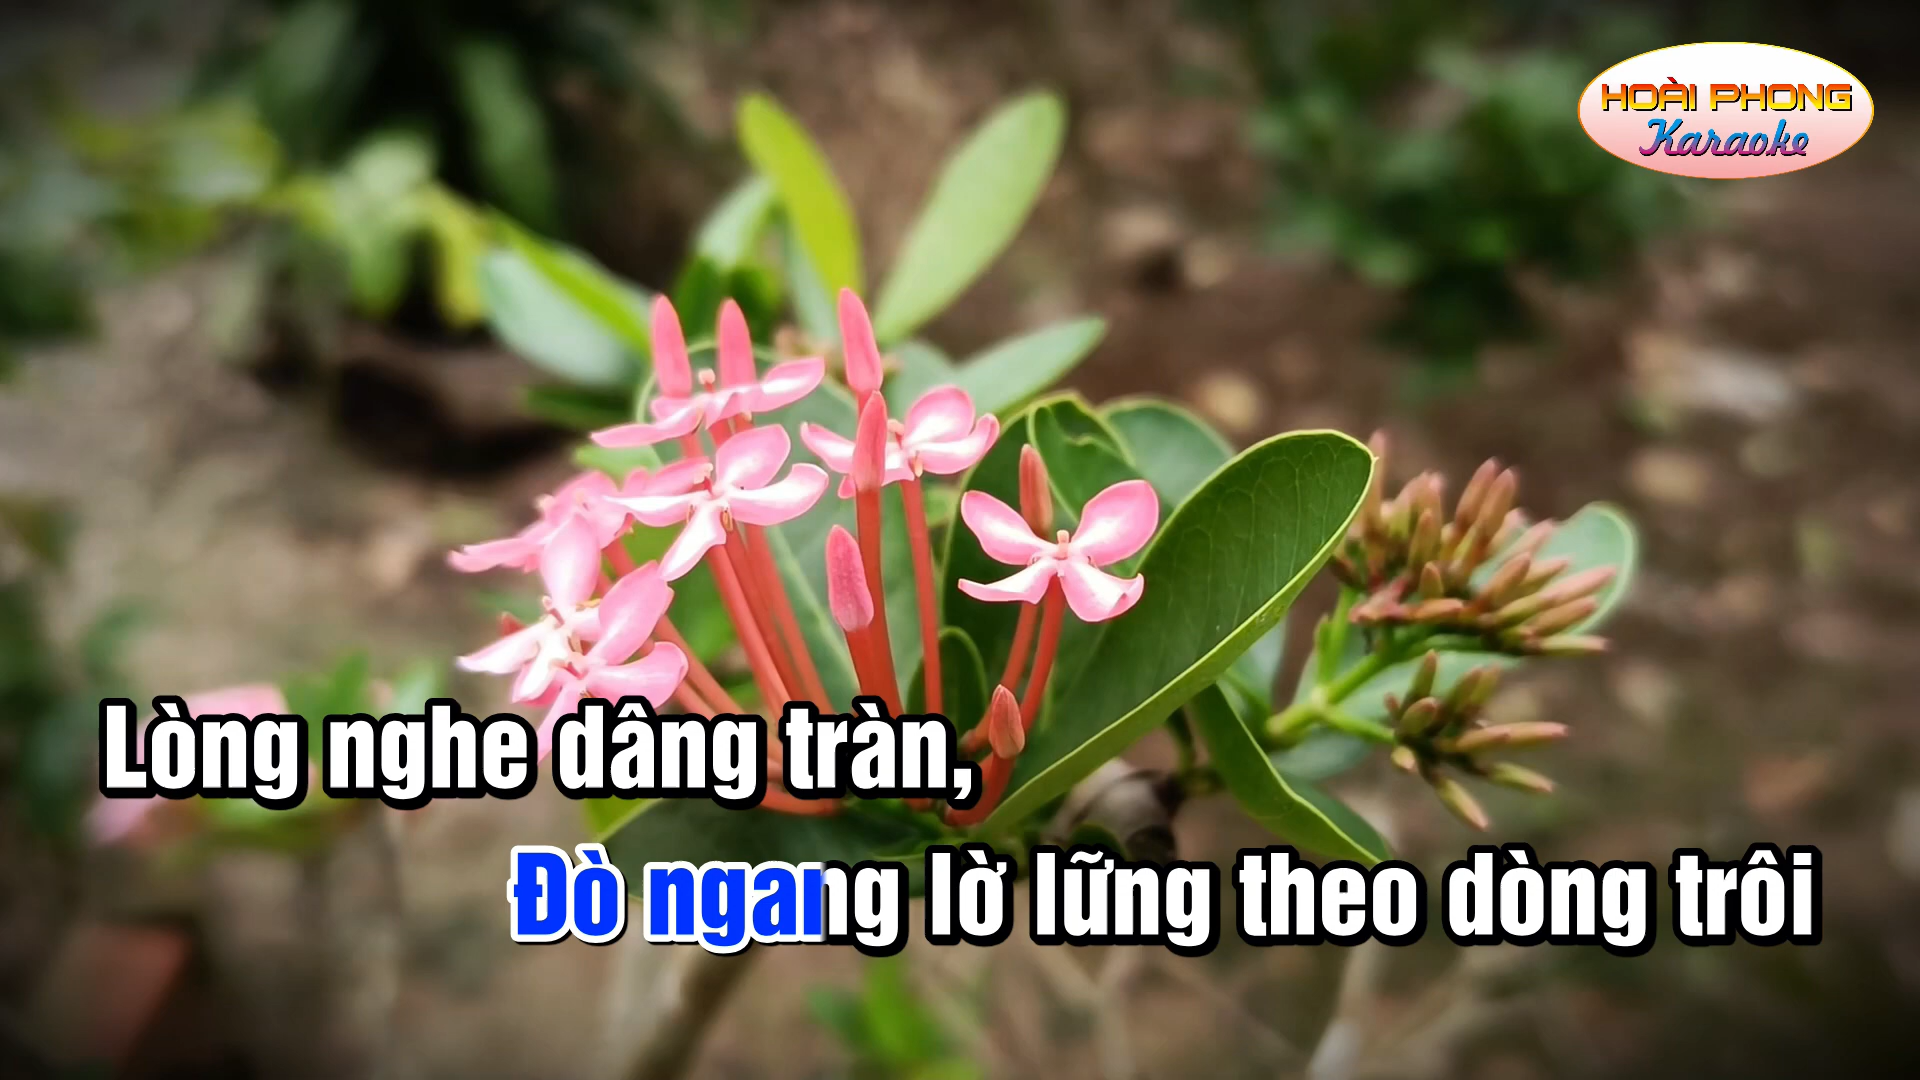 HOÀI PHONG
Karaoke
Lòng nghe dâng tràn,
Đò ngang lờ lững theo dòng trôi